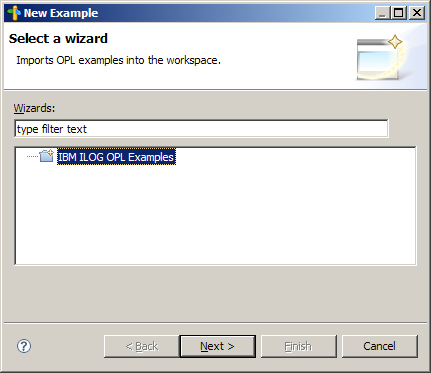 New Example
Select a wizard
Imports OPL examples into the workspace.
Wizards:
type filter text
IBM ILOG OPL Examples
?
< Back
Next >
Finish
Cancel